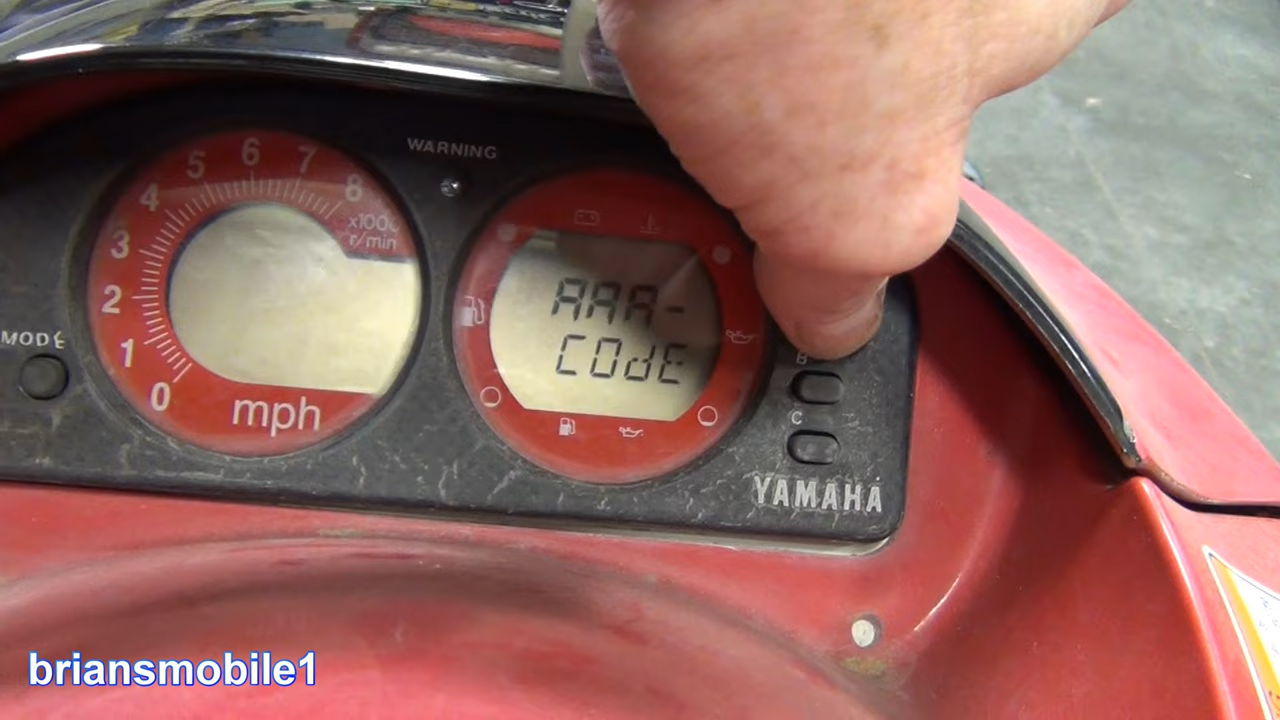 WARNING
0
1
2
3
4
5
6
7
8
x1000
r/min
mph
MODE
AAA-
CODE
B
C
YAMAHA
briansmobile1